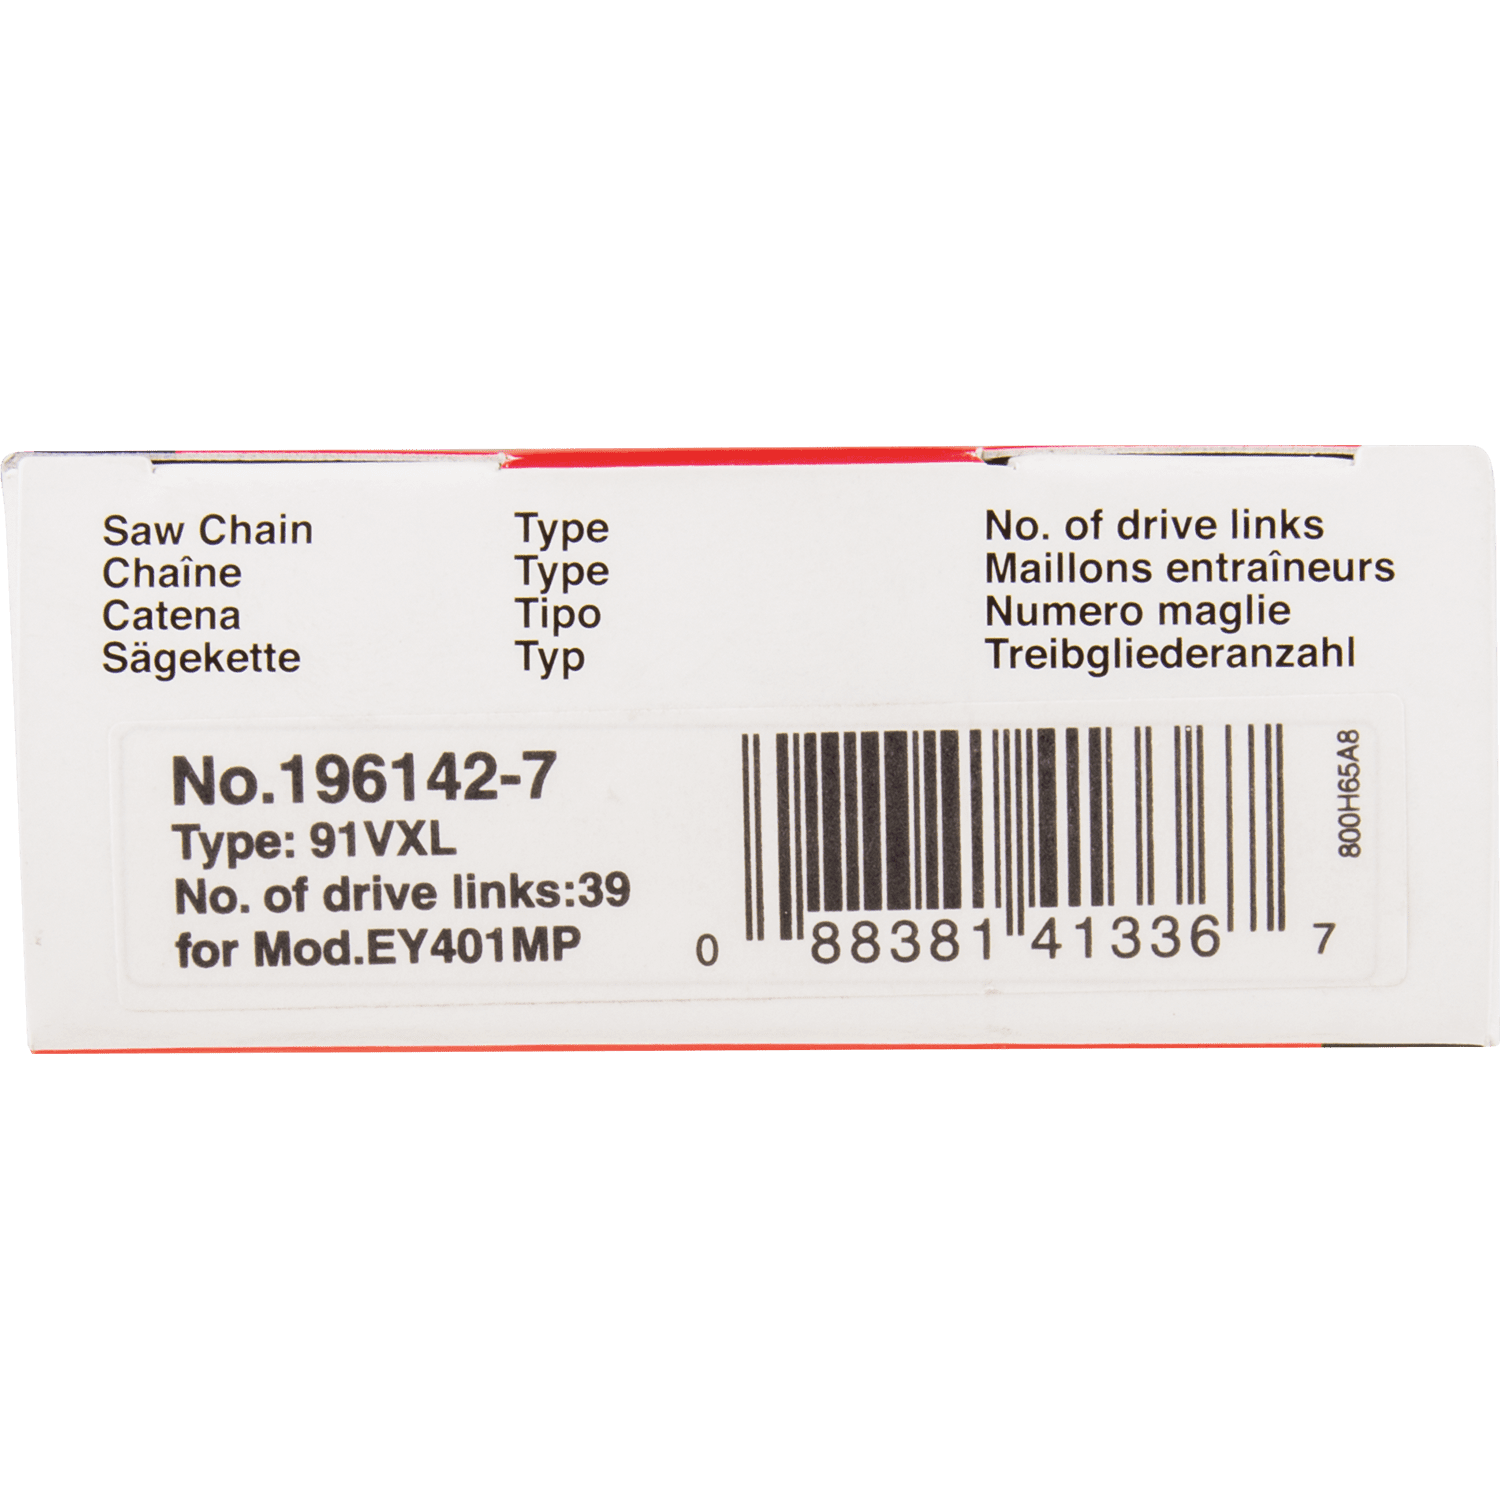 Saw Chain Type No. of drive links
Chaîne Type Maillons entraîneurs
Catena Tipo Numero maglie
Sägekette Typ Treibgliederanzahl
No.196142-7
Type: 91VXL
No. of drive links:39
for Mod.EY401MP
0 88381 41336 7
800H65A8